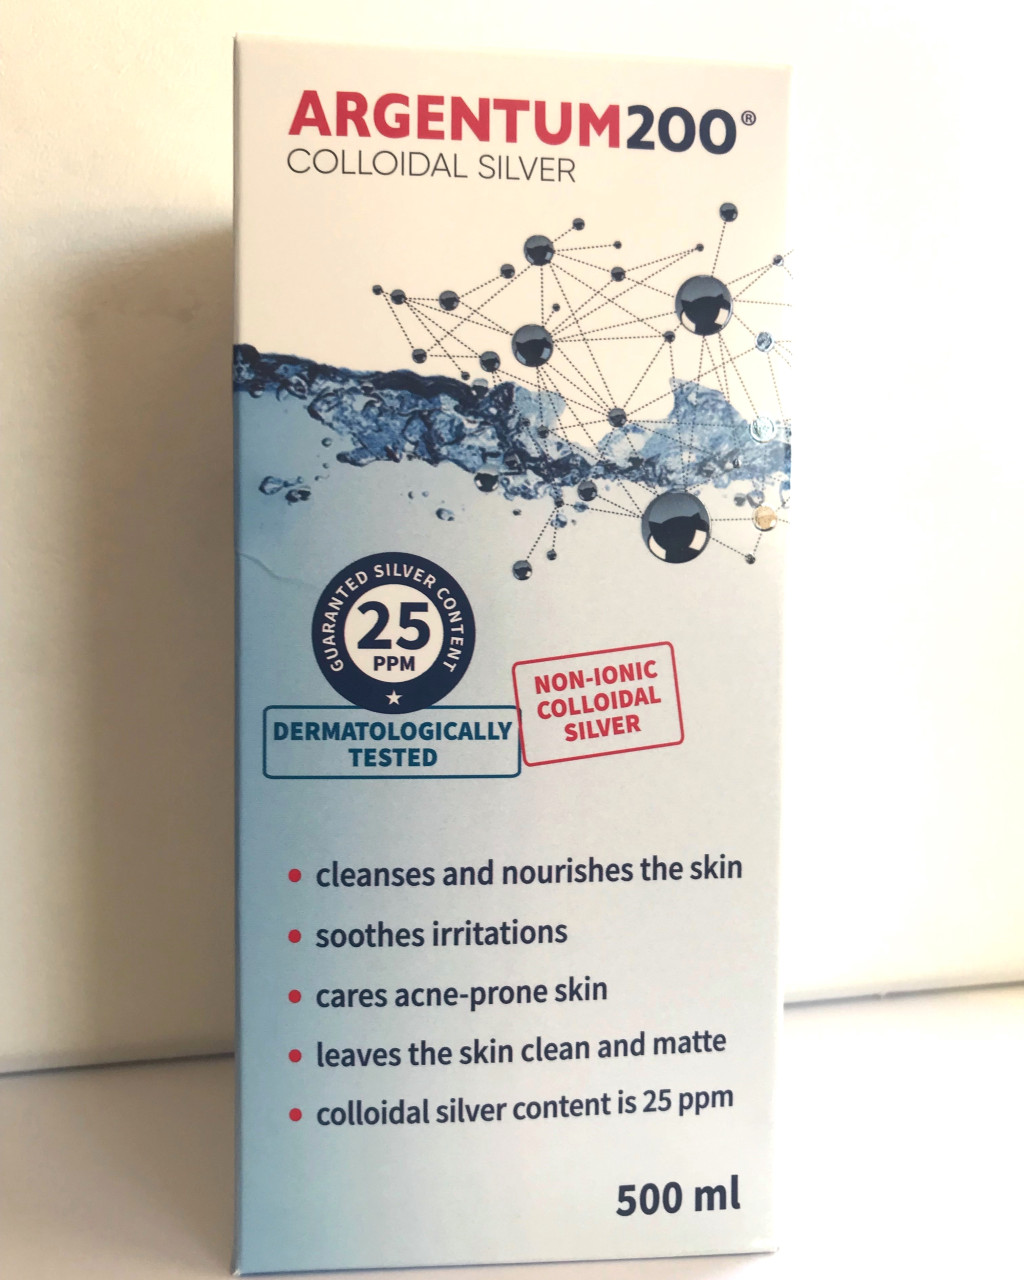 ARGENTUM200®
COLLOIDAL SILVER
GUARANTED SILVER CONTENT
25
PPM
DERMATOLOGICALLY
TESTED
NON-IONIC
COLLOIDAL
SILVER
• cleanses and nourishes the skin
• soothes irritations
• cares acne-prone skin
• leaves the skin clean and matte
• colloidal silver content is 25 ppm
500 ml